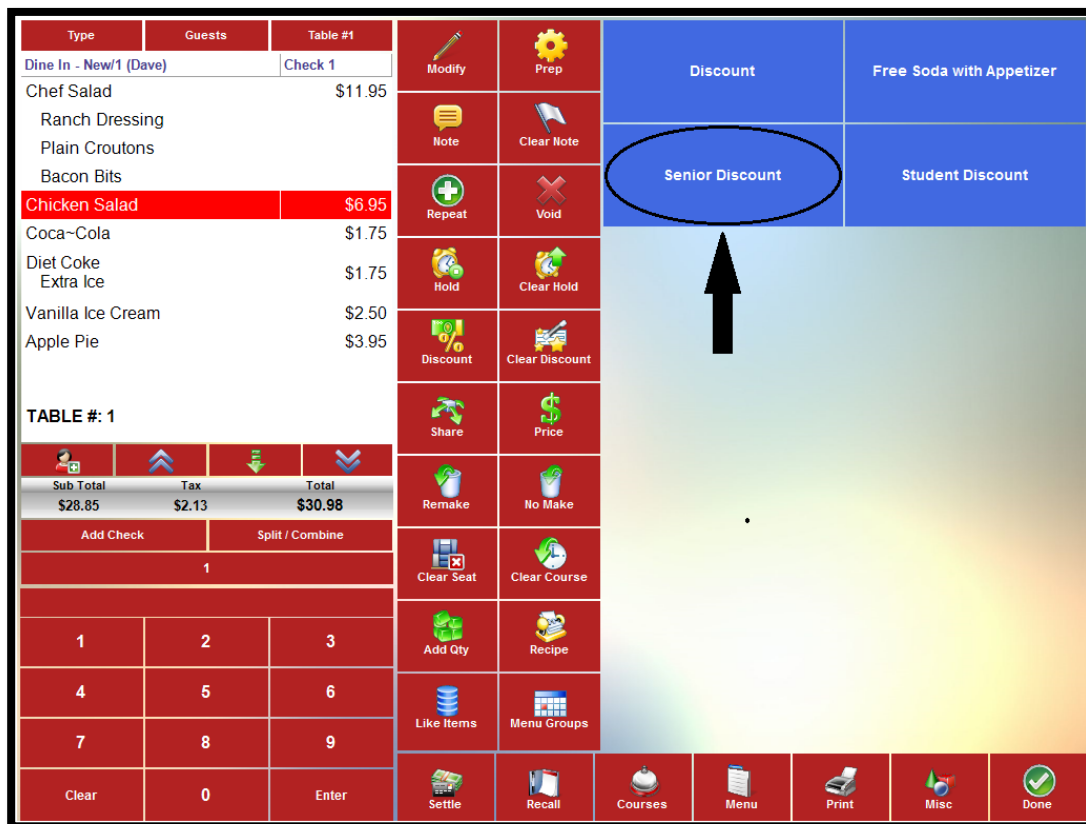 Type Guests Table #1
Dine In - New/1 (Dave) Check 1
Chef Salad $11.95
Ranch Dressing
Plain Croutons
Bacon Bits
Chicken Salad $6.95
Coca~Cola $1.75
Diet Coke
Extra Ice $1.75
Vanilla Ice Cream $2.50
Apple Pie $3.95
TABLE #: 1
Sub Total Tax Total
$28.85 $2.13 $30.98
Add Check Split / Combine
1
1 2 3
4 5 6
7 8 9
Clear 0 Enter
Modify Prep
Note Clear Note
Repeat Void
Hold Clear Hold
Discount Clear Discount
Share Price
Remake No Make
Clear Seat Clear Course
Add Qty Recipe
Like Items Menu Groups
Discount Free Soda with Appetizer
Senior Discount Student Discount
Settle Recall Courses Menu Print Misc Done